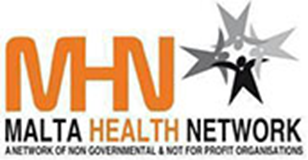 MHN
MALTA HEALTH NETWORK
A NETWORK OF NON GOVERNMENTAL & NOT FOR PROFIT ORGANISATIONS